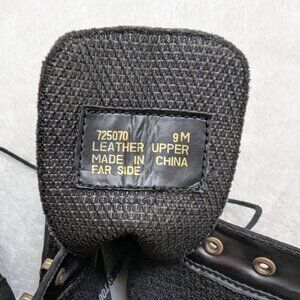 725070 9M
LEATHER UPPER
MADE IN CHINA
FAR SIDE